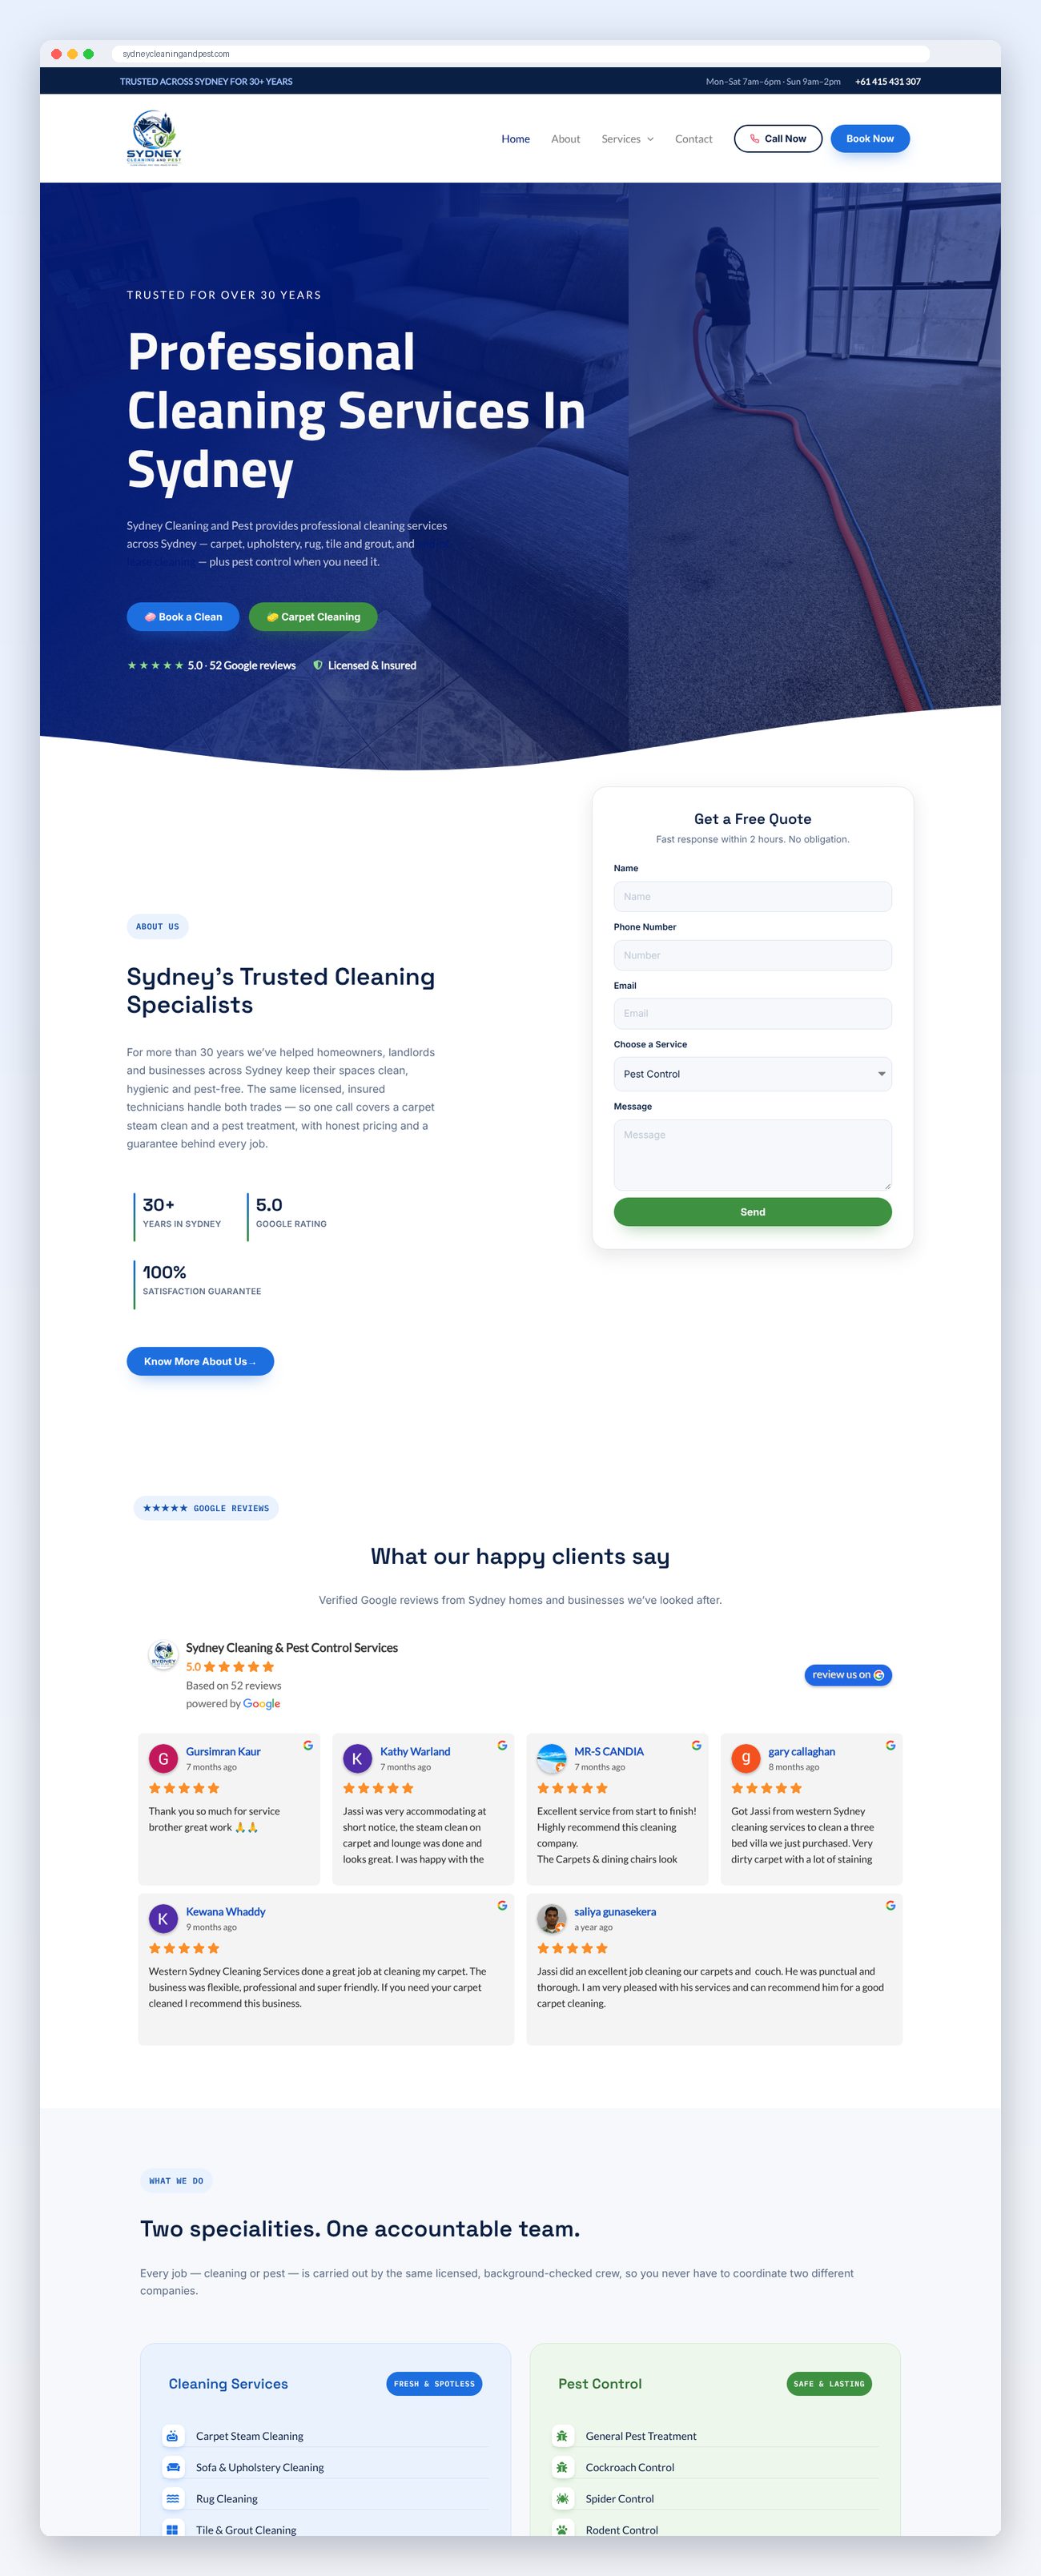 sydneycleaningandpest.com
TRUSTED ACROSS SYDNEY FOR 30+ YEARS
Mon–Sat 7am–6pm · Sun 9am–2pm
+61 415 431 307
SYDNEY
CLEANING AND PEST
Home
About
Services
Contact
Call Now
Book Now
TRUSTED FOR OVER 30 YEARS
Professional
Cleaning Services In
Sydney
Sydney Cleaning and Pest provides professional cleaning services
across Sydney — carpet, upholstery, rug, tile and grout, and
— plus pest control when you need it.
🧼 Book a Clean
🧽 Carpet Cleaning
★★★★★ 5.0 · 52 Google reviews
Licensed & Insured
Get a Free Quote
Fast response within 2 hours. No obligation.
Name
Name
Phone Number
Number
Email
Email
Choose a Service
Pest Control
Message
Message
Send
ABOUT US
Sydney’s Trusted Cleaning
Specialists
For more than 30 years we’ve helped homeowners, landlords
and businesses across Sydney keep their spaces clean,
hygienic and pest-free. The same licensed, insured
technicians handle both trades — so one call covers a carpet
steam clean and a pest treatment, with honest pricing and a
guarantee behind every job.
30+
YEARS IN SYDNEY
5.0
GOOGLE RATING
100%
SATISFACTION GUARANTEE
Know More About Us→
★★★★★ GOOGLE REVIEWS
What our happy clients say
Verified Google reviews from Sydney homes and businesses we’ve looked after.
Sydney Cleaning & Pest Control Services
5.0 ★★★★★
Based on 52 reviews
powered by Google
review us on G
G
Gursimran Kaur
7 months ago
Thank you so much for service
brother great work 🙏🙏
K
Kathy Warland
7 months ago
Jassi was very accommodating at
short notice, the steam clean on
carpet and lounge was done and
looks great. I was happy with the
MR-S CANDIA
7 months ago
Excellent service from start to finish!
Highly recommend this cleaning
company.
The Carpets & dining chairs look
g
gary callaghan
8 months ago
Got Jassi from western Sydney
cleaning services to clean a three
bed villa we just purchased. Very
dirty carpet with a lot of staining
K
Kewana Whaddy
9 months ago
Western Sydney Cleaning Services done a great job at cleaning my carpet. The
business was flexible, professional and super friendly. If you need your carpet
cleaned I recommend this business.
saliya gunasekera
a year ago
Jassi did an excellent job cleaning our carpets and couch. He was punctual and
thorough. I am very pleased with his services and can recommend him for a good
carpet cleaning.
WHAT WE DO
Two specialities. One accountable team.
Every job — cleaning or pest — is carried out by the same licensed, background-checked crew, so you never have to coordinate two different
companies.
Cleaning Services
FRESH & SPOTLESS
Carpet Steam Cleaning
Sofa & Upholstery Cleaning
Rug Cleaning
Tile & Grout Cleaning
Pest Control
SAFE & LASTING
General Pest Treatment
Cockroach Control
Spider Control
Rodent Control